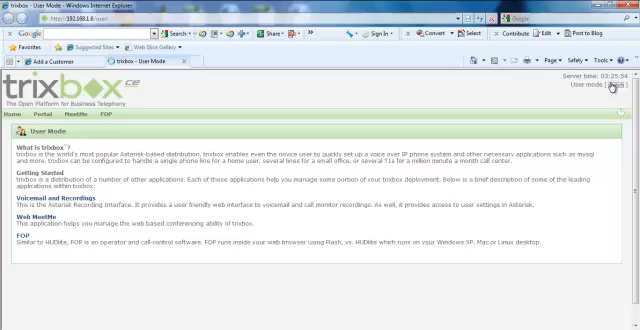 trixbox - User Mode - Windows Internet Explorer
http://192.168.1.6/user/
Google
Google
Search
Share
Sign In
Convert
Select
Contribute
Edit
Post to Blog
Favorites
Suggested Sites
Web Slice Gallery
Add a Customer
trixbox - User Mode
Page
Safety
Tools
trixbox CE
The Open Platform for Business Telephony
Server time: 03:25:54
User mode [
Home
Portal
MeetMe
FOP
User Mode
What is trixbox™?
trixbox is the world's most popular Asterisk-based distribution. trixbox enables even the novice user to quickly set up a voice over IP phone system and other necessary applications such as mysql
and more, trixbox can be configured to handle a single phone line for a home user, several lines for a small office, or several T1s for a million minute a month call center.
Getting Started
trixbox is a distribution of a number of other applications. Each of these applications help you manage some portion of your trixbox deployment. Below is a brief description of some of the leading
applications within trixbox:
Voicemail and Recordings
This is the Asterisk Recording Interface. It provides a user friendly web interface to voicemail and call monitor recordings. As well, it provides access to user settings in Asterisk.
Web MeetMe
This application helps you manage the web based conferencing ability of trixbox.
FOP
Similar to HUDlite, FOP is an operator and call-control software. FOP runs inside your web browser using Flash, vs. HUDlite which runs on your Windows XP, Mac or Linux desktop.